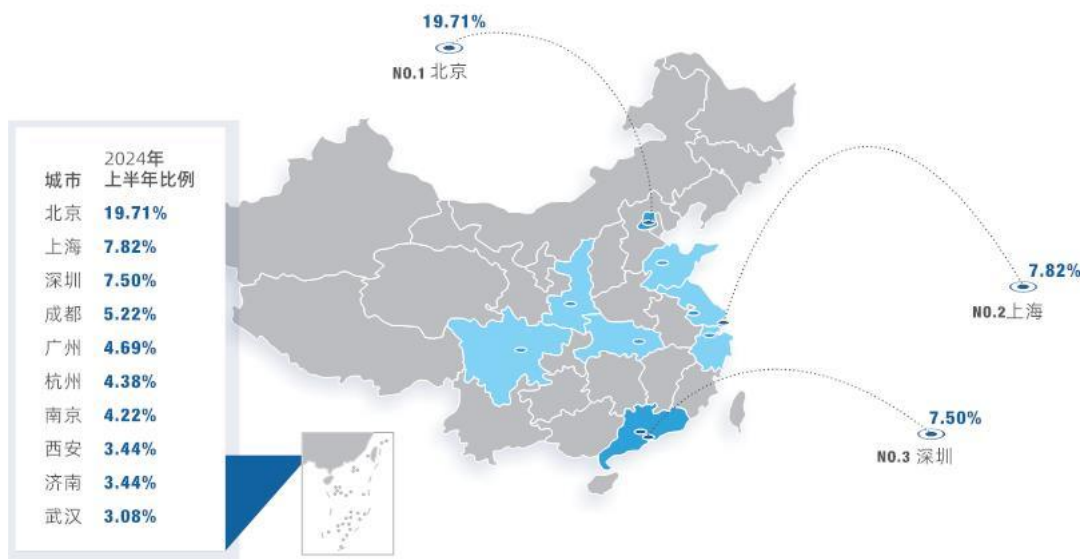 19.71%
NO.1 北京
7.82%
NO.2上海
7.50%
NO.3 深圳
2024年
城市 上半年比例
北京 19.71%
上海 7.82%
深圳 7.50%
成都 5.22%
广州 4.69%
杭州 4.38%
南京 4.22%
西安 3.44%
济南 3.44%
武汉 3.08%